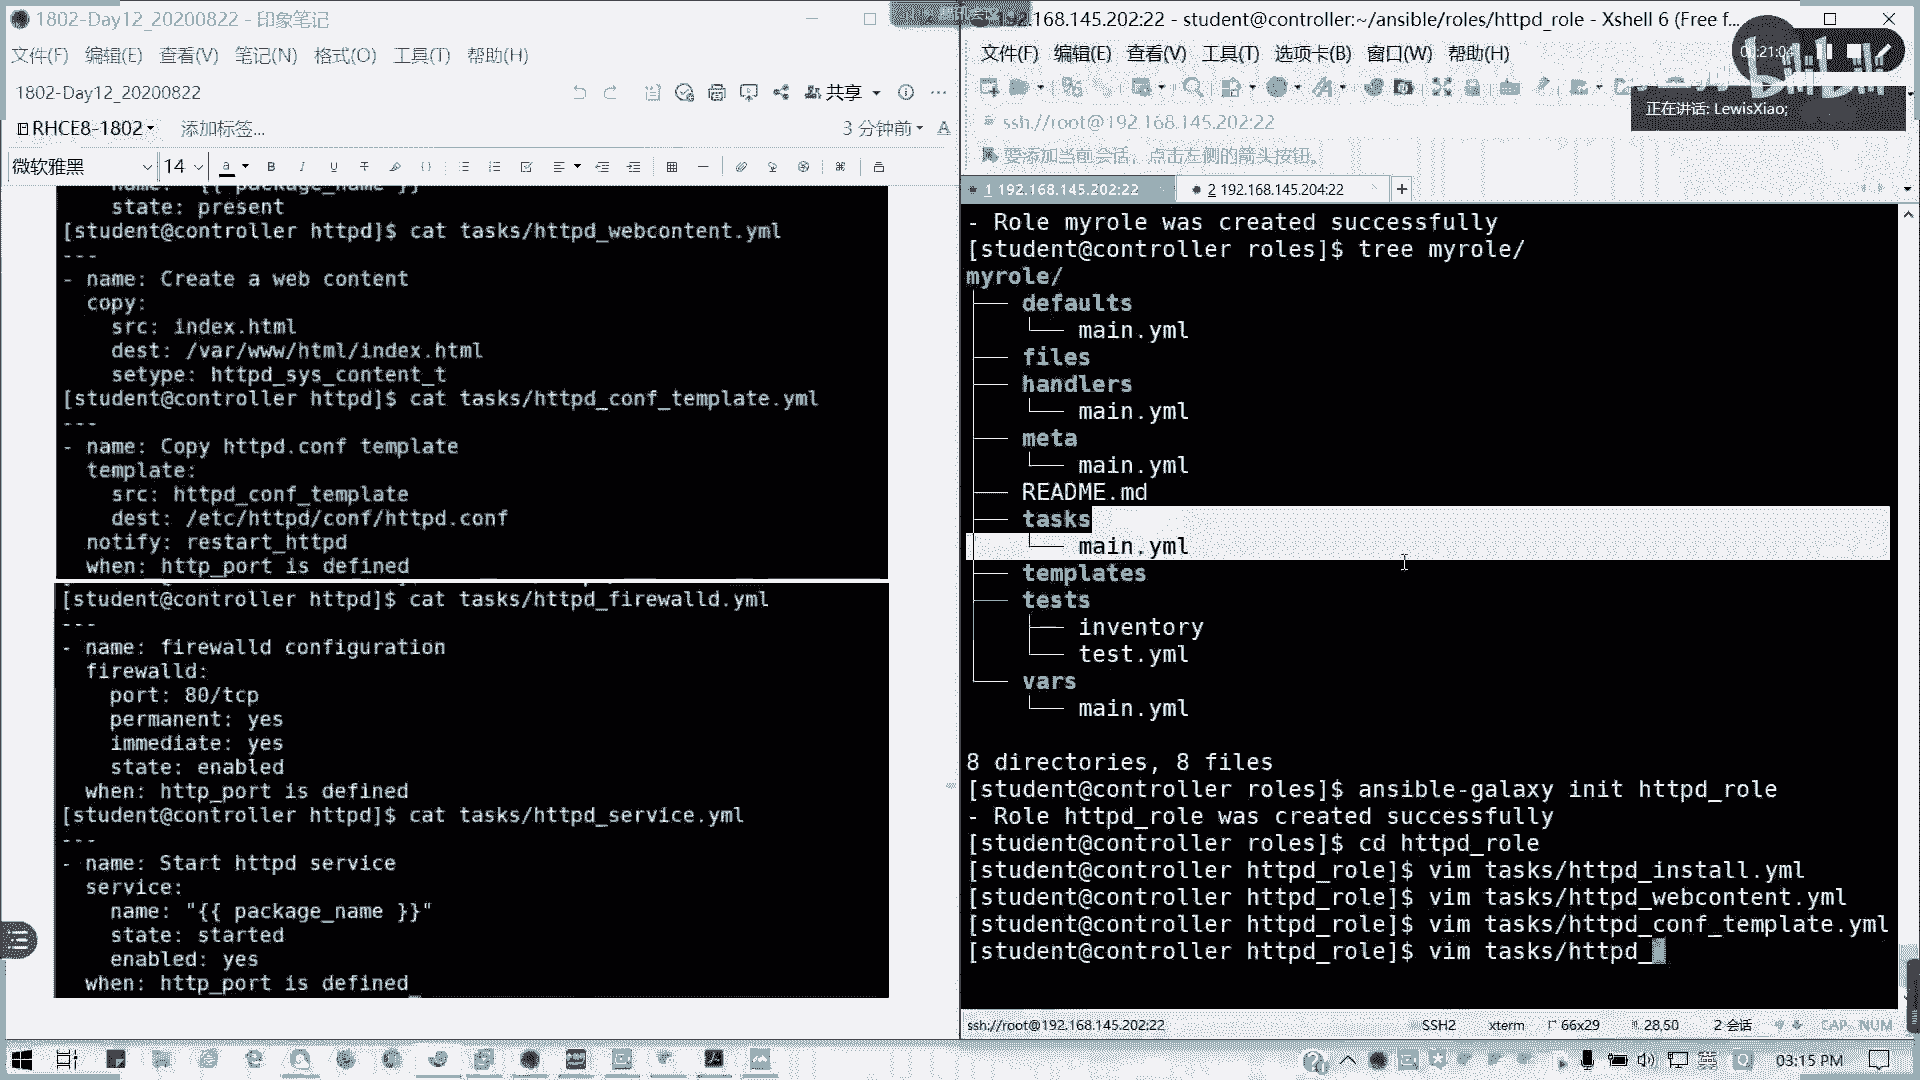 1802-Day12_20200822 - 印象笔记
文件(F) 编辑(E) 查看(V) 笔记(N) 格式(O) 工具(T) 帮助(H)
1802-Day12_20200822
共享
RHCE8-1802
添加标签...
3 分钟前
微软雅黑 14
name: "{{ package_name }}"
state: present
[student@controller httpd]$ cat tasks/httpd_webcontent.yml
---
- name: Create a web content
copy:
src: index.html
dest: /var/www/html/index.html
setype: httpd_sys_content_t
[student@controller httpd]$ cat tasks/httpd_conf_template.yml
---
- name: Copy httpd.conf template
template:
src: httpd_conf_template
dest: /etc/httpd/conf/httpd.conf
notify: restart_httpd
when: http_port is defined
[student@controller httpd]$ cat tasks/httpd_firewalld.yml
---
- name: firewalld configuration
firewalld:
port: 80/tcp
permanent: yes
immediate: yes
state: enabled
when: http_port is defined
[student@controller httpd]$ cat tasks/httpd_service.yml
---
- name: Start httpd service
service:
name: "{{ package_name }}"
state: started
enabled: yes
when: http_port is defined
192.168.145.202:22 - student@controller:~/ansible/roles/httpd_role - Xshell 6 (Free f...
文件(F) 编辑(E) 查看(V) 工具(T) 选项卡(B) 窗口(W) 帮助(H)
00:21:04
bilibili
正在讲话: LewisXiao;
ssh://root@192.168.145.202:22
要添加当前会话，点击左侧的箭头按钮。
1 192.168.145.202:22
2 192.168.145.204:22
- Role myrole was created successfully
[student@controller roles]$ tree myrole/
myrole/
├── defaults
│   └── main.yml
├── files
├── handlers
│   └── main.yml
├── meta
│   └── main.yml
├── README.md
├── tasks
│   └── main.yml
├── templates
├── tests
│   ├── inventory
│   └── test.yml
└── vars
    └── main.yml
8 directories, 8 files
[student@controller roles]$ ansible-galaxy init httpd_role
- Role httpd_role was created successfully
[student@controller roles]$ cd httpd_role
[student@controller httpd_role]$ vim tasks/httpd_install.yml
[student@controller httpd_role]$ vim tasks/httpd_webcontent.yml
[student@controller httpd_role]$ vim tasks/httpd_conf_template.yml
[student@controller httpd_role]$ vim tasks/httpd_
ssh://root@192.168.145.202:22
SSH2 xterm 66x29 28,50 2 会话 CAP NUM
英 03:15 PM